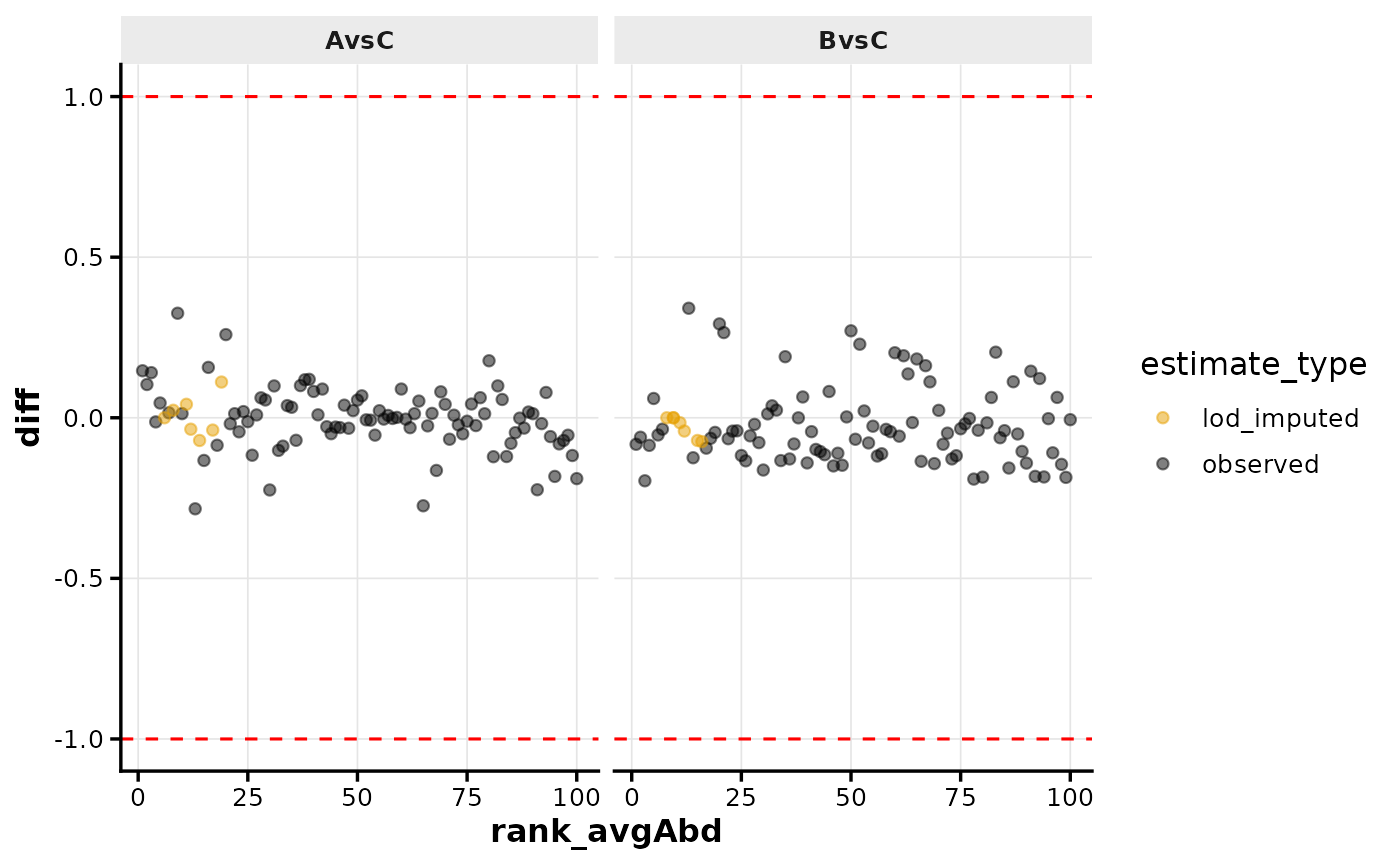 AvsC
BvsC
1.0
0.5
0.0
-0.5
-1.0
diff
0 25 50 75 100
0 25 50 75 100
rank_avgAbd
estimate_type
lod_imputed
observed